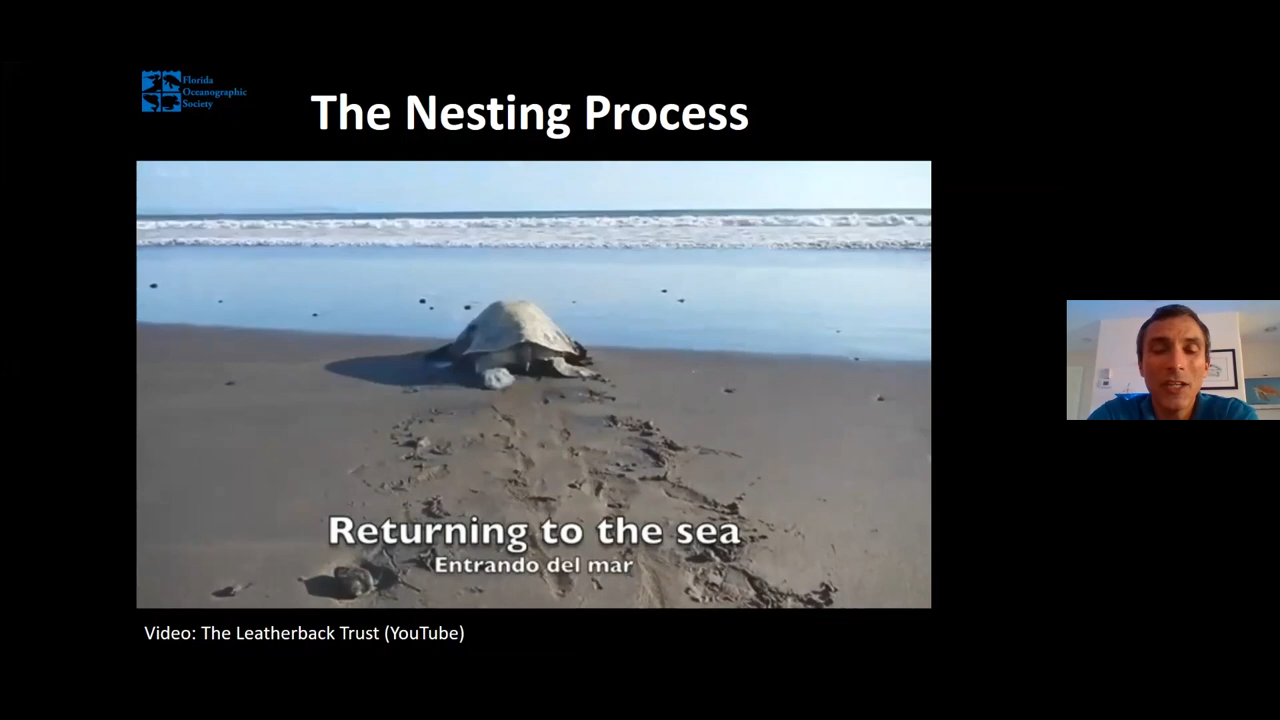 Florida
Oceanographic
Society
The Nesting Process
Returning to the sea
Entrando del mar
Video: The Leatherback Trust (YouTube)